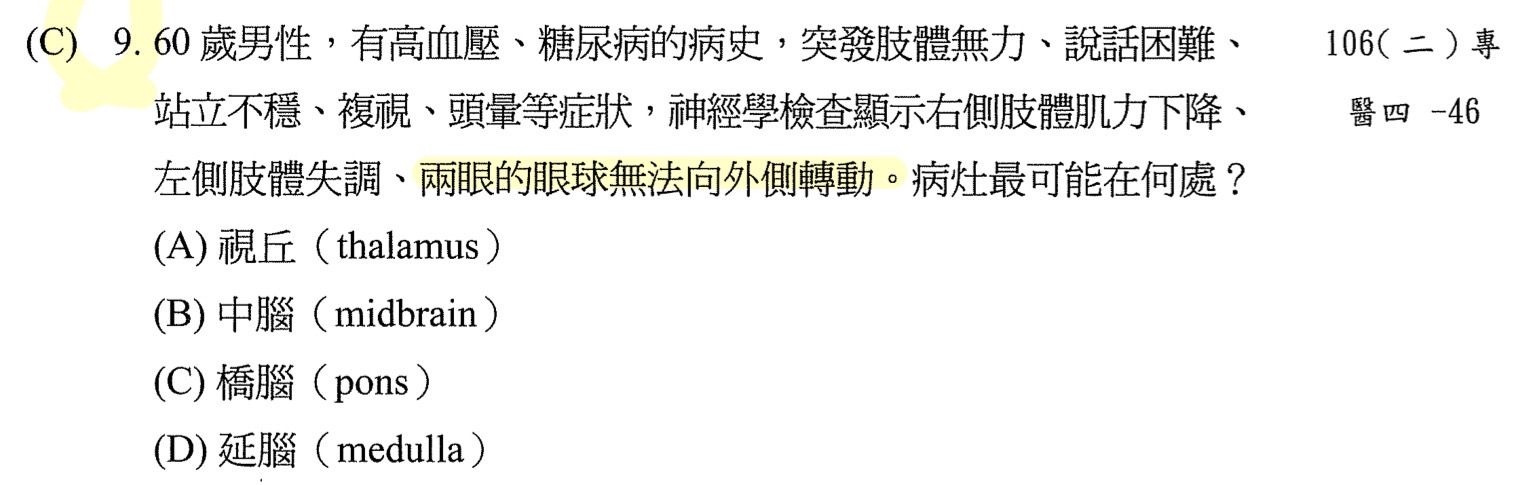 (C) 9. 60 歲男性，有高血壓、糖尿病的病史，突發肢體無力、說話困難、 106(二)專
站立不穩、複視、頭暈等症狀，神經學檢查顯示右側肢體肌力下降、 醫四 -46
左側肢體失調、兩眼的眼球無法向外側轉動。病灶最可能在何處？
(A) 視丘（thalamus）
(B) 中腦（midbrain）
(C) 橋腦（pons）
(D) 延腦（medulla）